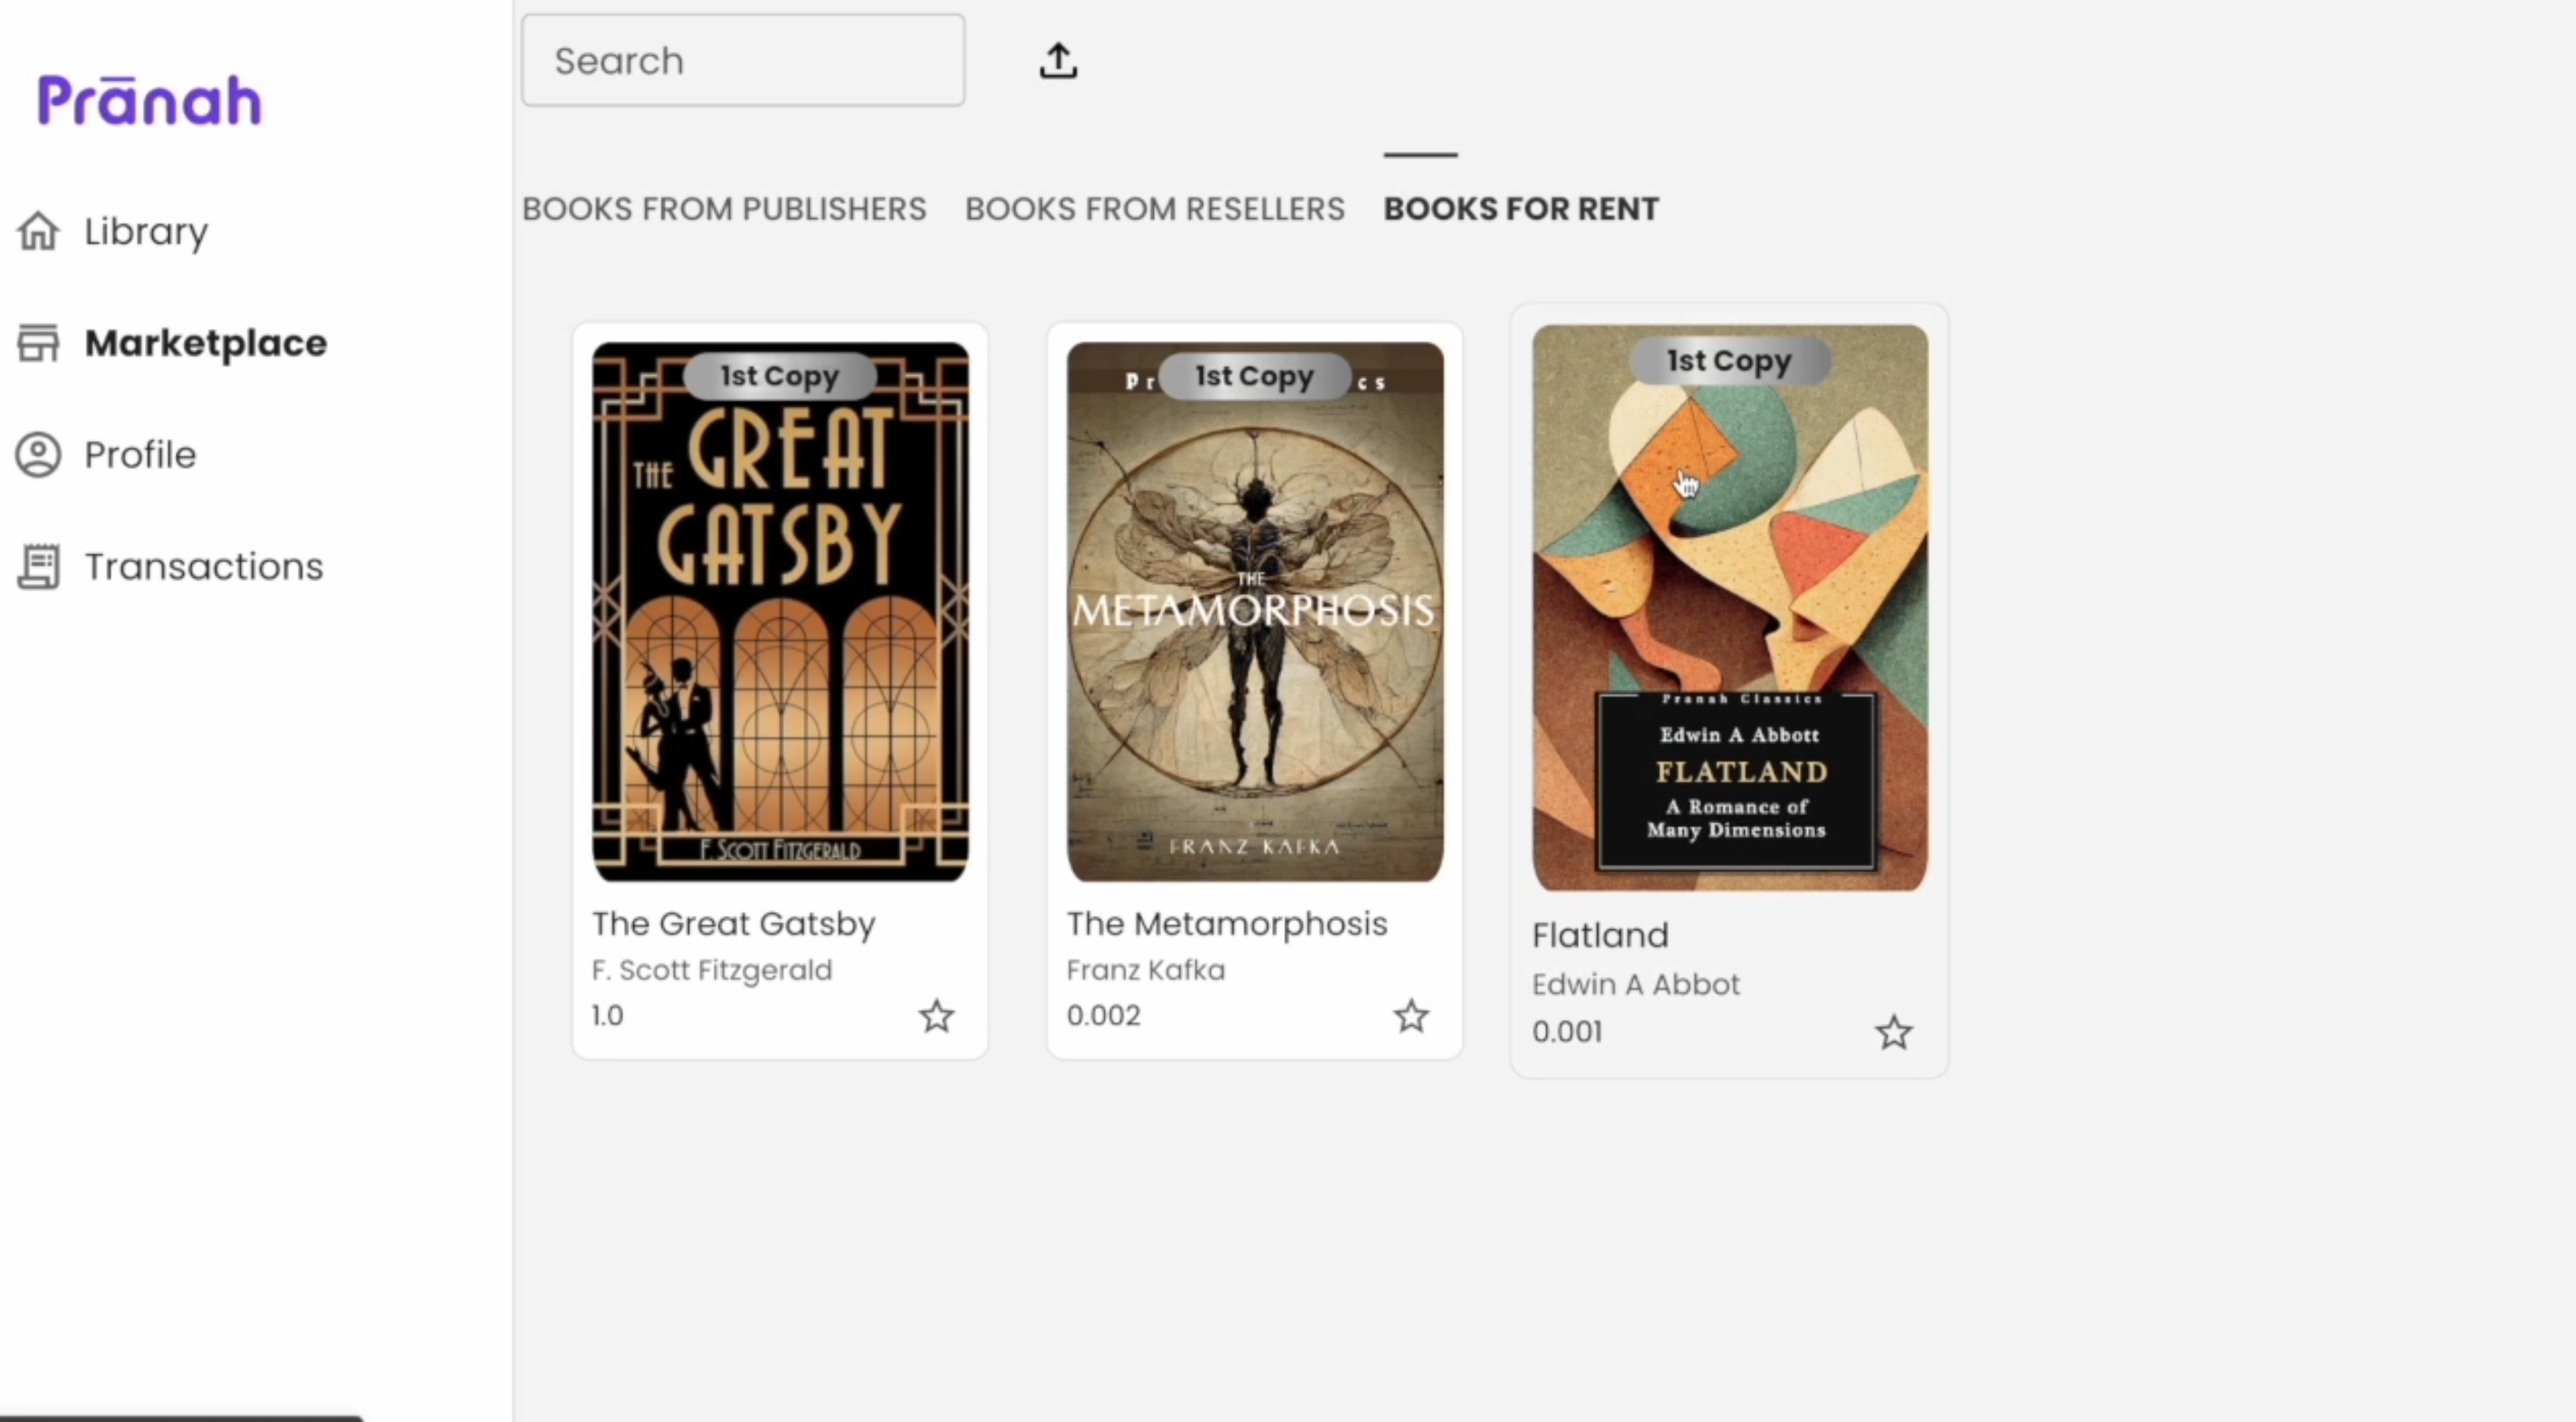 Prānah
Library
Marketplace
Profile
Transactions
Search
BOOKS FROM PUBLISHERS
BOOKS FROM RESELLERS
BOOKS FOR RENT
1st Copy
THE GREAT
GATSBY
F. SCOTT FITZGERALD
The Great Gatsby
F. Scott Fitzgerald
1.0
1st Copy
THE
METAMORPHOSIS
FRANZ KAFKA
The Metamorphosis
Franz Kafka
0.002
1st Copy
Pranah Classics
Edwin A Abbott
FLATLAND
A Romance of
Many Dimensions
Flatland
Edwin A Abbot
0.001